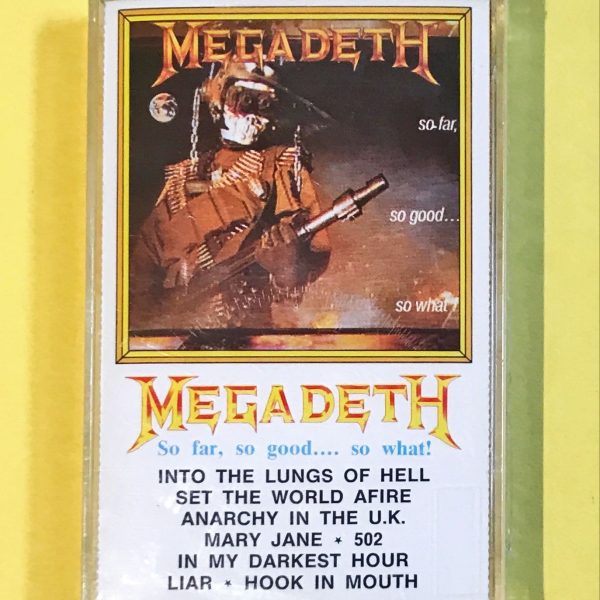 MEGADETH
so far,
so good...
so what!
MEGADETH
So far, so good.... so what!
INTO THE LUNGS OF HELL
SET THE WORLD AFIRE
ANARCHY IN THE U.K.
MARY JANE ★ 502
IN MY DARKEST HOUR
LIAR ★ HOOK IN MOUTH